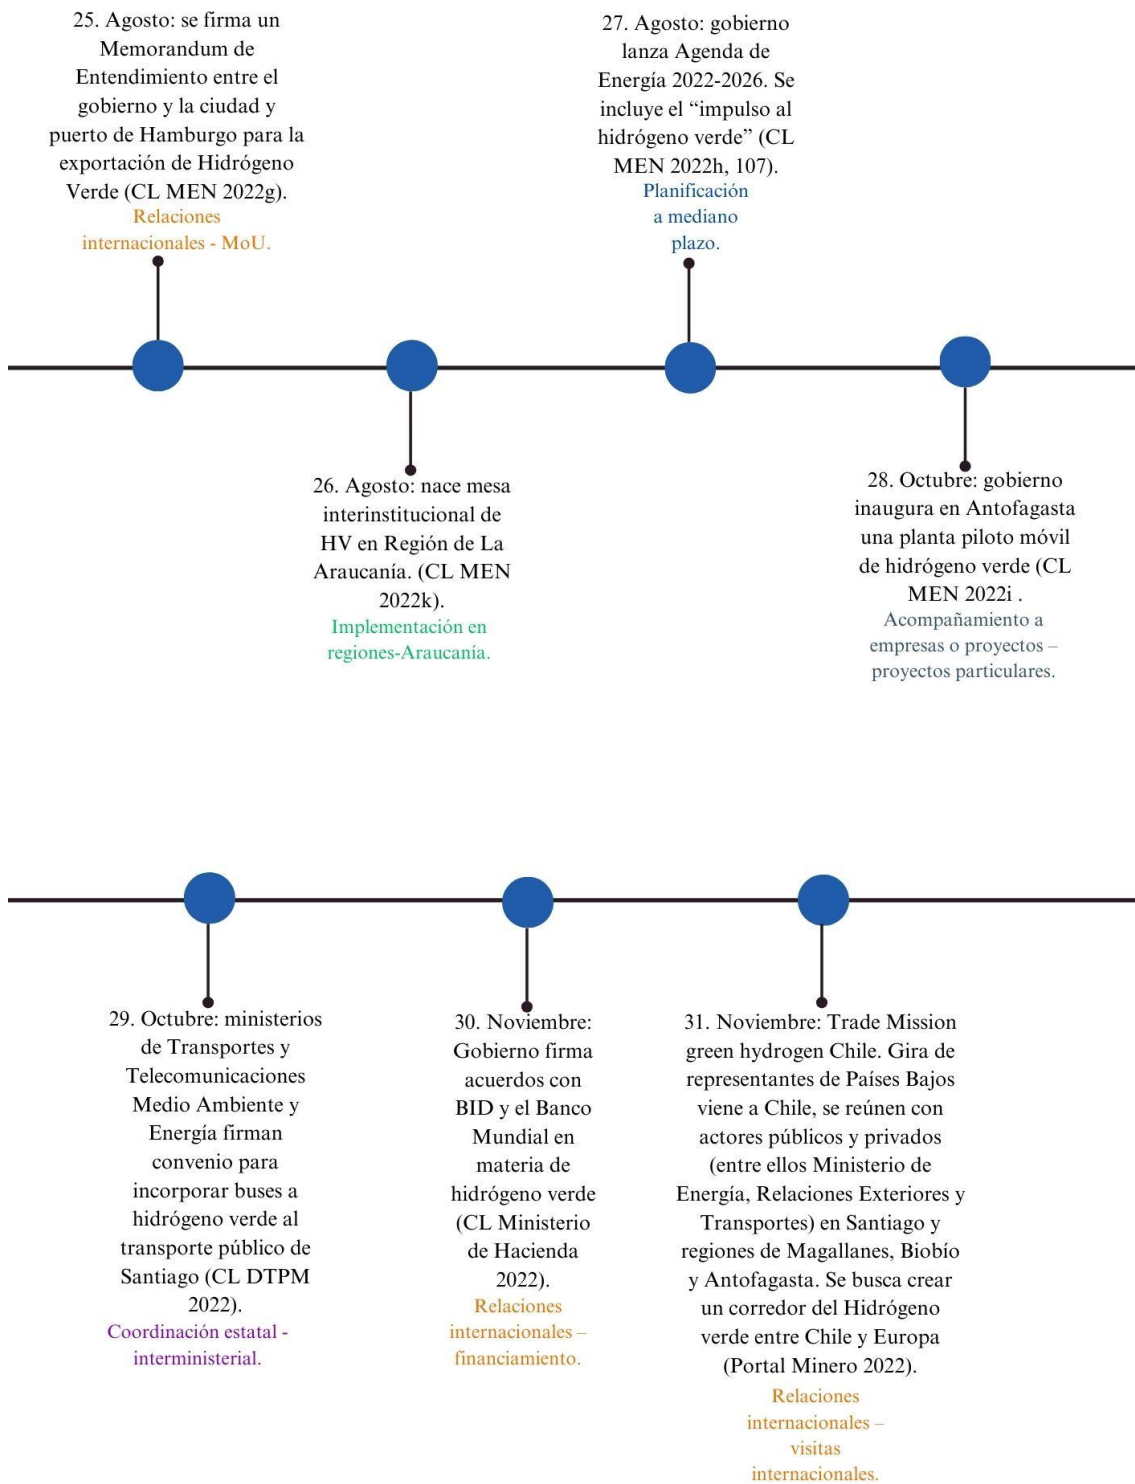 25. Agosto: se firma un
Memorandum de
Entendimiento entre el
gobierno y la ciudad y
puerto de Hamburgo para la
exportación de Hidrógeno
Verde (CL MEN 2022g).
Relaciones
internacionales - MoU.
26. Agosto: nace mesa
interinstitucional de
HV en Región de La
Araucanía. (CL MEN
2022k).
Implementación en
regiones-Araucanía.
27. Agosto: gobierno
lanza Agenda de
Energía 2022-2026. Se
incluye el “impulso al
hidrógeno verde” (CL
MEN 2022h, 107).
Planificación
a mediano
plazo.
28. Octubre: gobierno
inaugura en Antofagasta
una planta piloto móvil
de hidrógeno verde (CL
MEN 2022i .
Acompañamiento a
empresas o proyectos –
proyectos particulares.
29. Octubre: ministerios
de Transportes y
Telecomunicaciones
Medio Ambiente y
Energía firman
convenio para
incorporar buses a
hidrógeno verde al
transporte público de
Santiago (CL DTPM
2022).
Coordinación estatal -
interministerial.
30. Noviembre:
Gobierno firma
acuerdos con
BID y el Banco
Mundial en
materia de
hidrógeno verde
(CL Ministerio
de Hacienda
2022).
Relaciones
internacionales –
financiamiento.
31. Noviembre: Trade Mission
green hydrogen Chile. Gira de
representantes de Países Bajos
viene a Chile, se reúnen con
actores públicos y privados
(entre ellos Ministerio de
Energía, Relaciones Exteriores y
Transportes) en Santiago y
regiones de Magallanes, Biobío
y Antofagasta. Se busca crear
un corredor del Hidrógeno
verde entre Chile y Europa
(Portal Minero 2022).
Relaciones
internacionales –
visitas
internacionales.